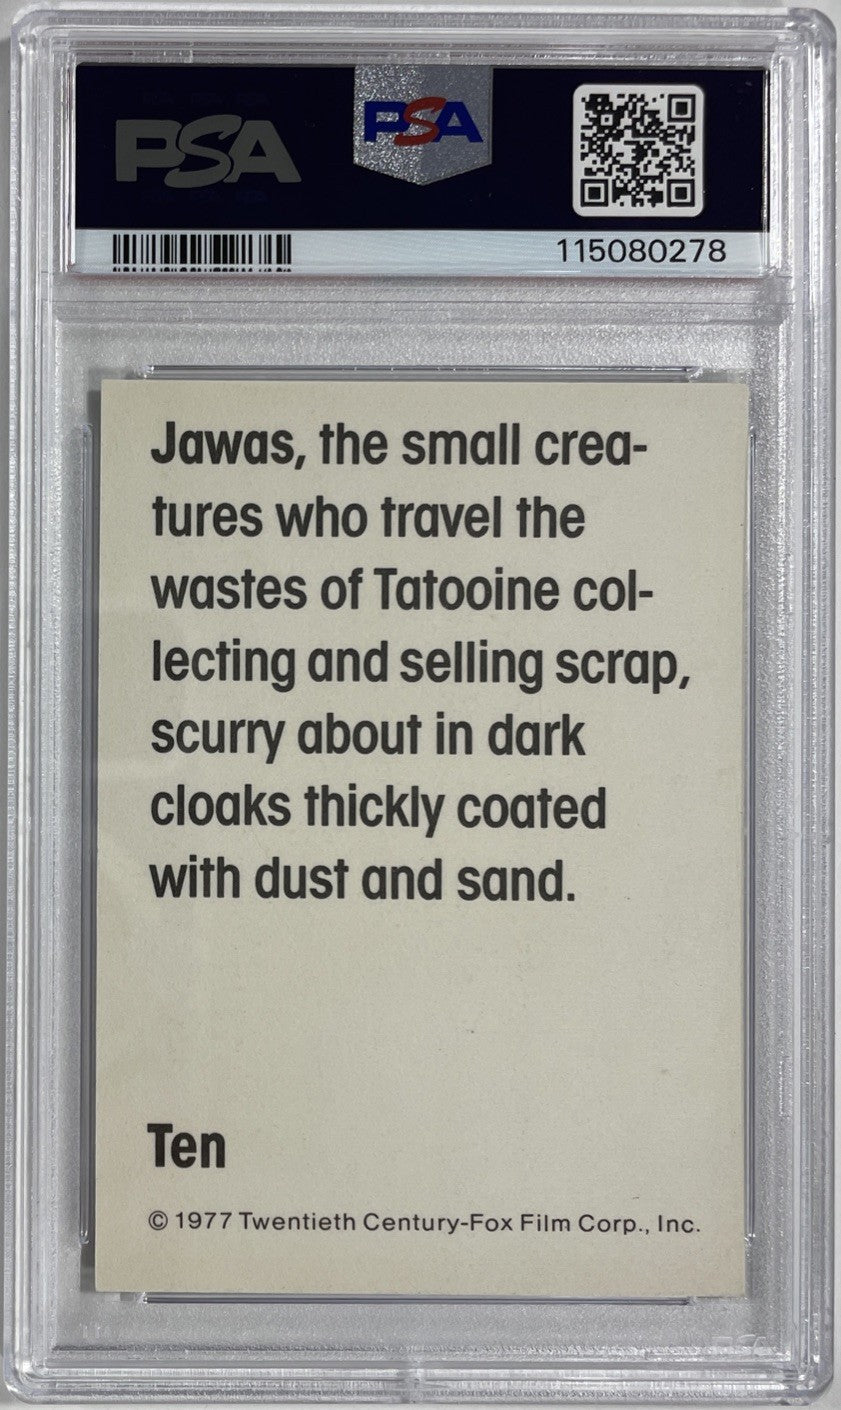 PSA
PSA
115080278
Jawas, the small crea-
tures who travel the
wastes of Tatooine col-
lecting and selling scrap,
scurry about in dark
cloaks thickly coated
with dust and sand.
Ten
© 1977 Twentieth Century-Fox Film Corp., Inc.
PSA